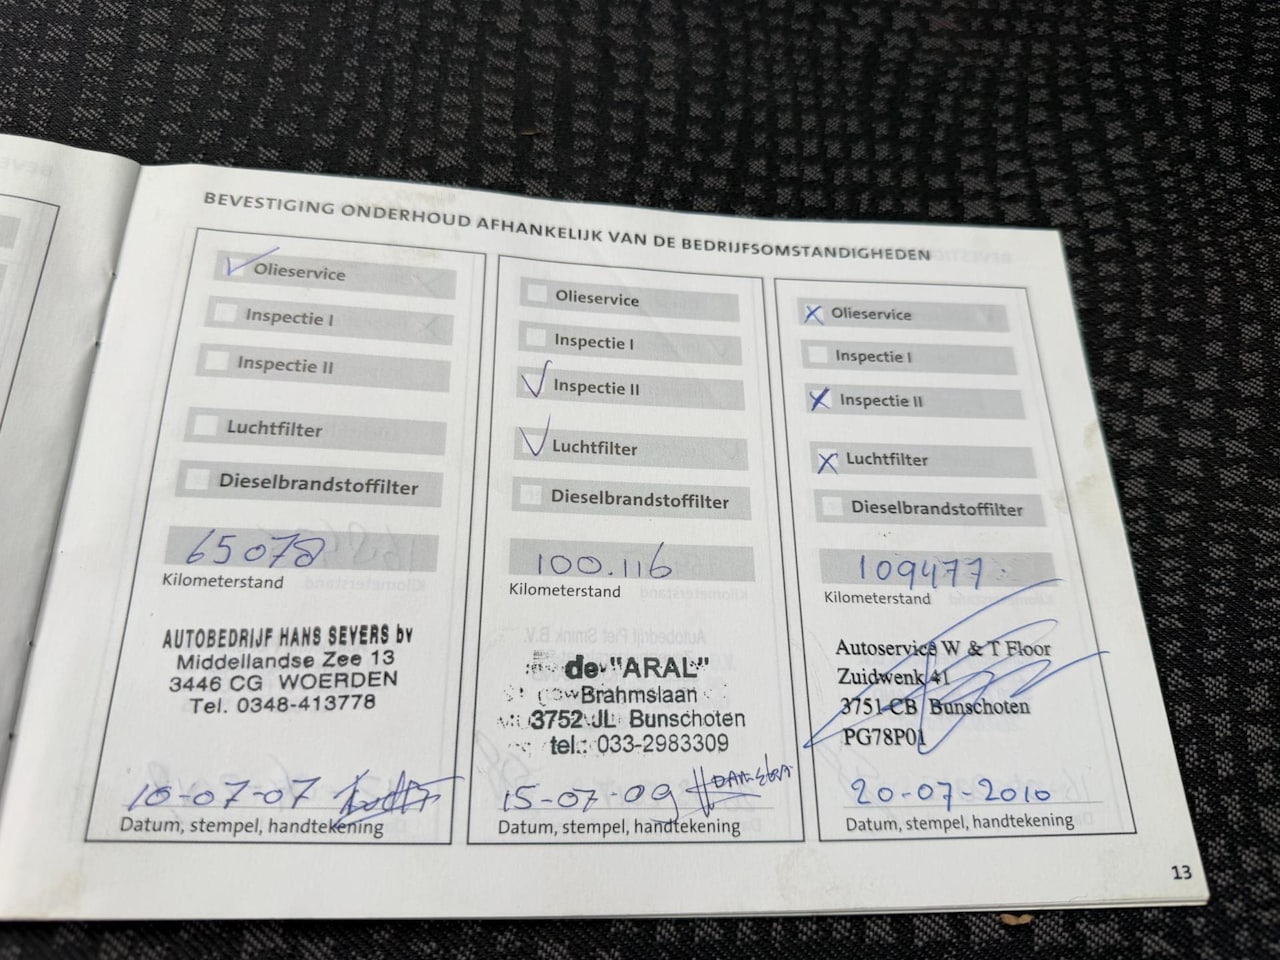 BEVESTIGING ONDERHOUD AFHANKELIJK VAN DE BEDRIJFSOMSTANDIGHEDEN
Olieservice
Inspectie I
Inspectie II
Luchtfilter
Dieselbrandstoffilter
65078
Kilometerstand
AUTOBEDRIJF HANS SEVERS bv
Middellandse Zee 13
3446 CG WOERDEN
Tel. 0348-413778
10-07-07
Datum, stempel, handtekening
Olieservice
Inspectie I
Inspectie II
Luchtfilter
Dieselbrandstoffilter
100.116
Kilometerstand
de "ARAL"
Brahmslaan
3752 JL Bunschoten
tel.: 033-2983309
15-07-09
Datum, stempel, handtekening
Olieservice
Inspectie I
Inspectie II
Luchtfilter
Dieselbrandstoffilter
109477
Kilometerstand
Autoservice W & T Floor
Zuidwenk 41
3751 CB Bunschoten
PG78P01
20-07-2010
Datum, stempel, handtekening
13